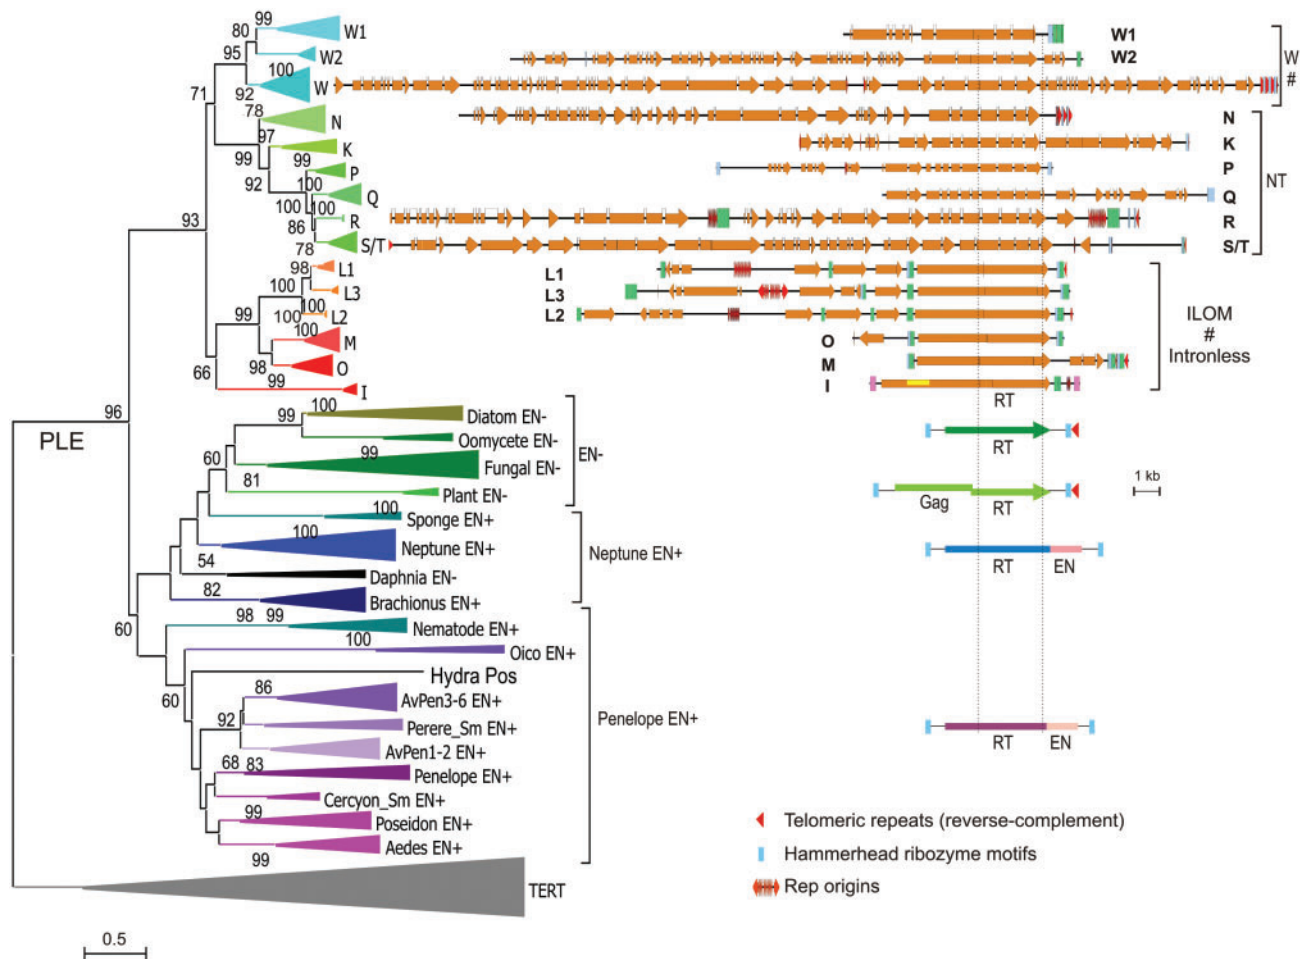 99
80
W1
95
W2
100
W
92
71
78
N
97
K
99
99
P
92
100
Q
100
100
R
86
78
S/T
93
98
L1
100
L3
100
100
L2
99
100
M
98
O
66
99
I
96
PLE
100
99
Diatom EN-
Oomycete EN-
60
99
Fungal EN-
81
Plant EN-
100
Sponge EN+
100
Neptune EN+
54
Daphnia EN-
82
Brachionus EN+
60
98
99
Nematode EN+
100
Oico EN+
Hydra Pos
60
86
AvPen3-6 EN+
92
Perere_Sm EN+
AvPen1-2 EN+
68
83
Penelope EN+
Cercyon_Sm EN+
99
Poseidon EN+
Aedes EN+
99
TERT
0.5
EN-
Neptune EN+
Penelope EN+
W1
W2
W
#
N
K
P
Q
R
S/T
NT
L1
L3
L2
O
M
I
ILOM
#
Intronless
RT
RT
1 kb
Gag
RT
RT
EN
RT
EN
Telomeric repeats (reverse-complement)
Hammerhead ribozyme motifs
Rep origins